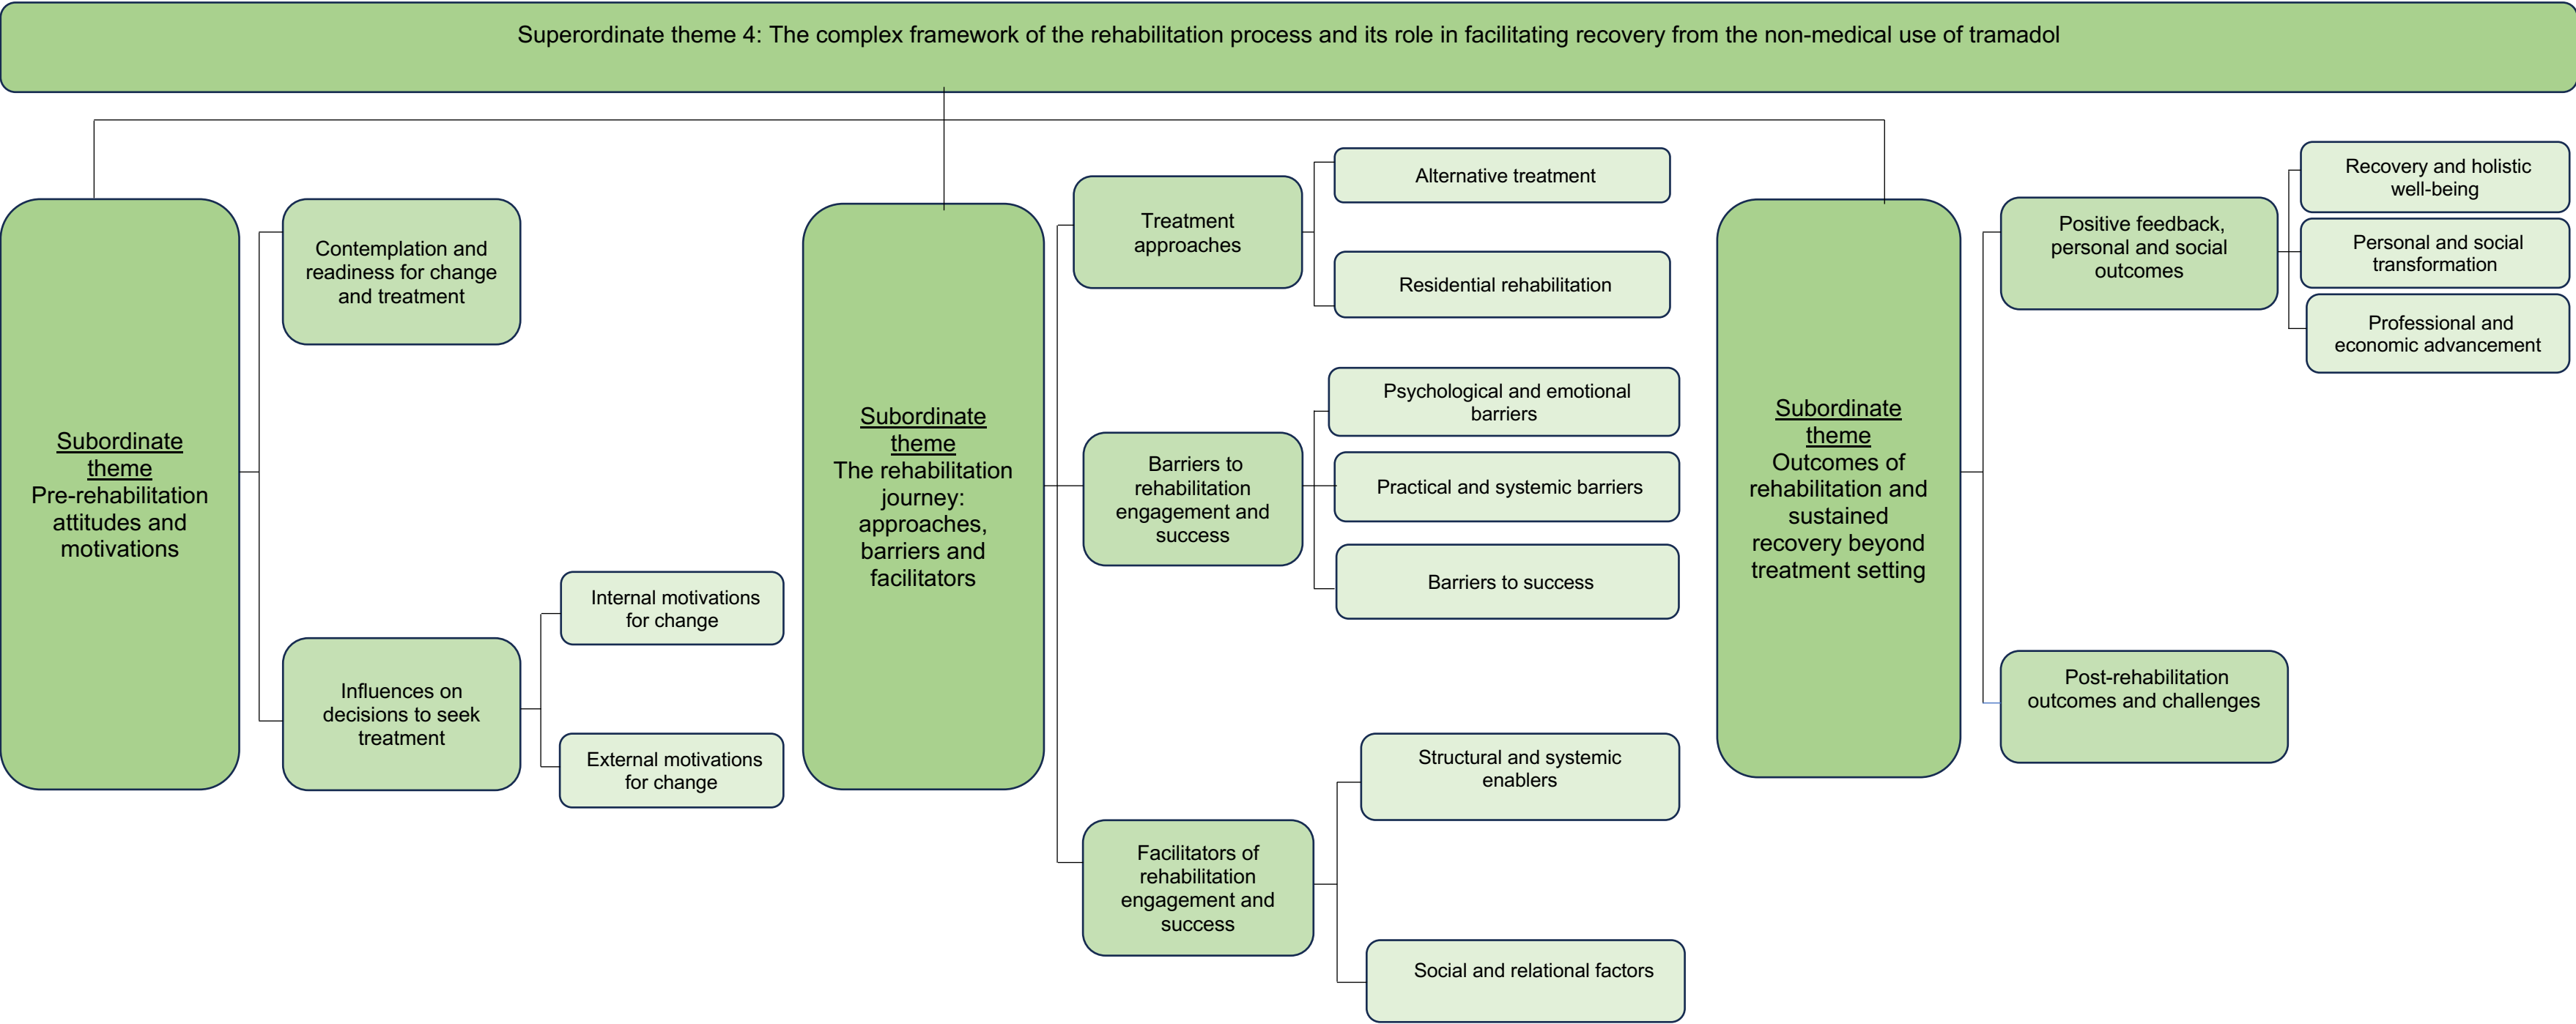 Superordinate theme 4: The complex framework of the rehabilitation process and its role in facilitating recovery from the non-medical use of tramadol
Subordinate
theme
Pre-rehabilitation
attitudes and
motivations
Contemplation and
readiness for change
and treatment
Influences on
decisions to seek
treatment
Internal motivations
for change
External motivations
for change
Subordinate
theme
The rehabilitation
journey:
approaches,
barriers and
facilitators
Treatment
approaches
Alternative treatment
Residential rehabilitation
Barriers to
rehabilitation
engagement and
success
Psychological and emotional
barriers
Practical and systemic barriers
Barriers to success
Facilitators of
rehabilitation
engagement and
success
Structural and systemic
enablers
Social and relational factors
Subordinate
theme
Outcomes of
rehabilitation and
sustained
recovery beyond
treatment setting
Positive feedback,
personal and social
outcomes
Recovery and holistic
well-being
Personal and social
transformation
Professional and
economic advancement
Post-rehabilitation
outcomes and challenges